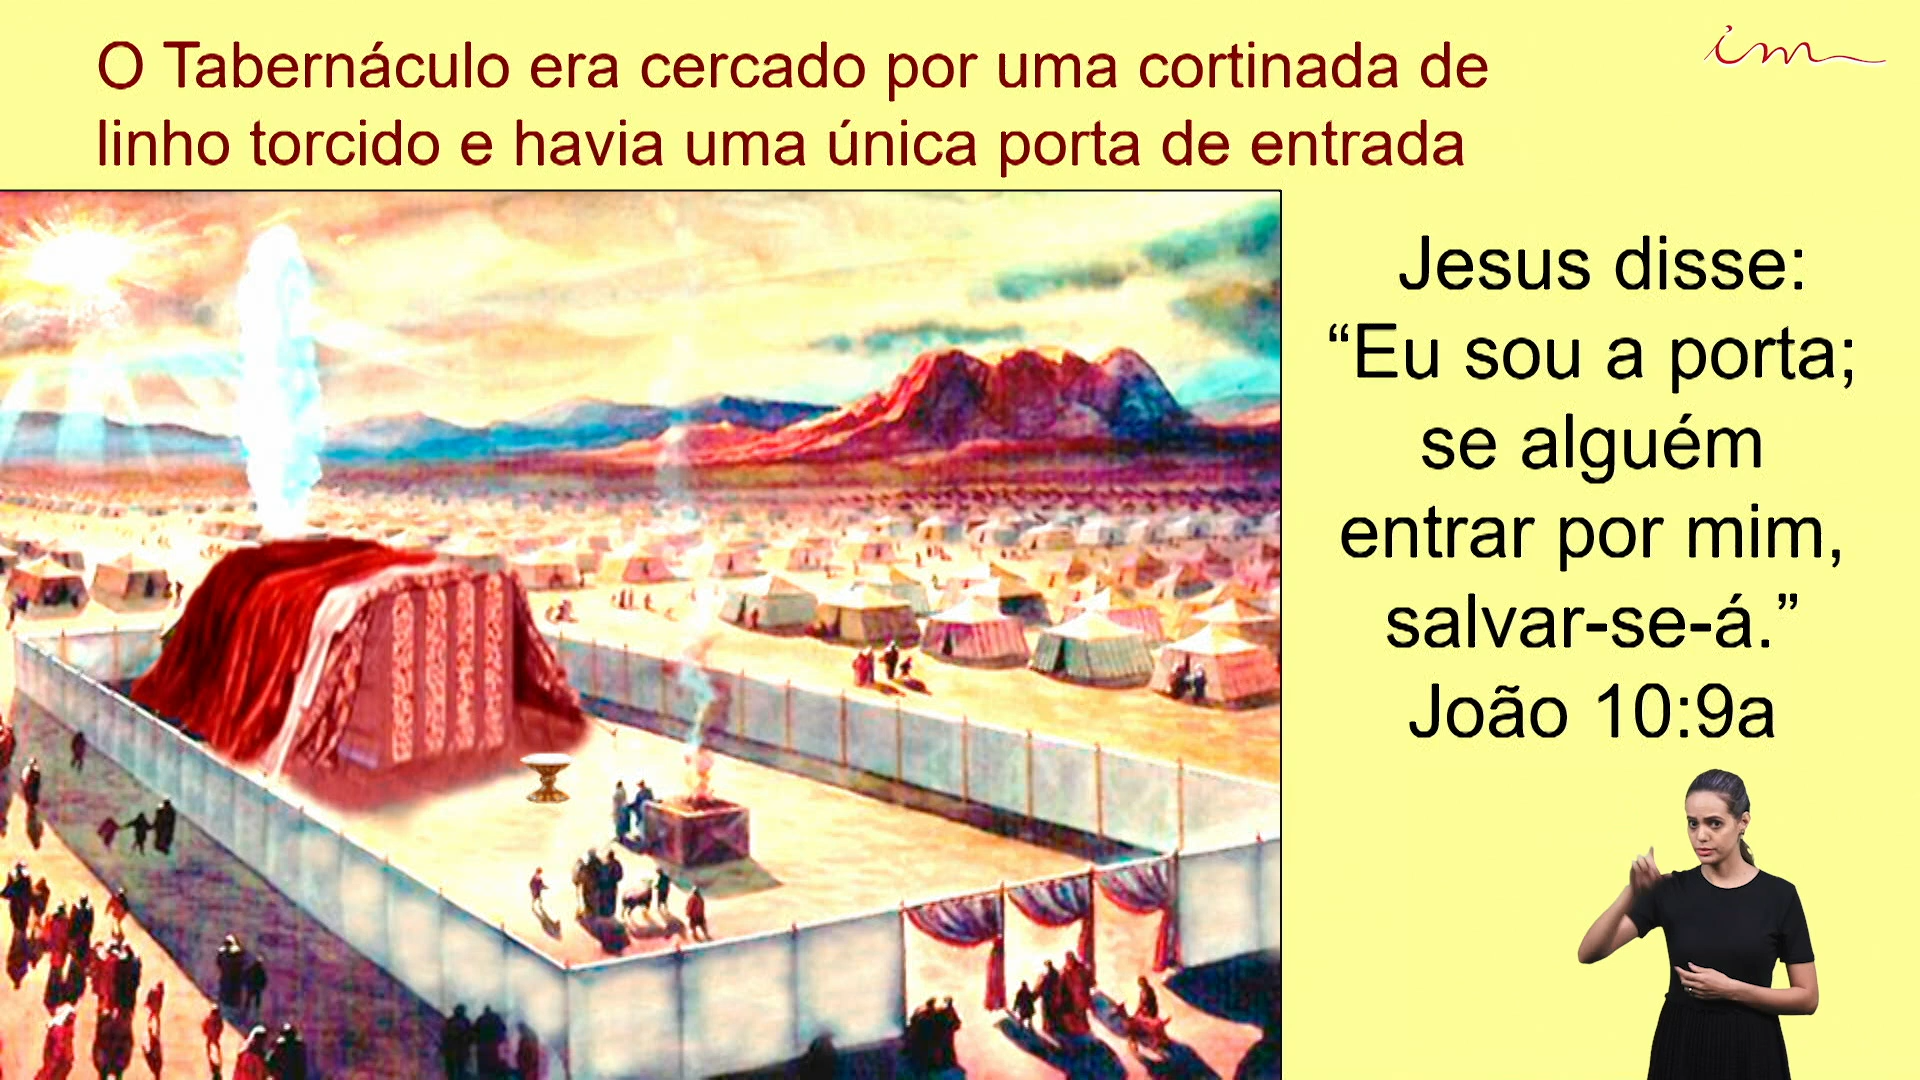 O Tabernáculo era cercado por uma cortinada de
linho torcido e havia uma única porta de entrada
im
Jesus disse:
“Eu sou a porta;
se alguém
entrar por mim,
salvar-se-á.”
João 10:9a